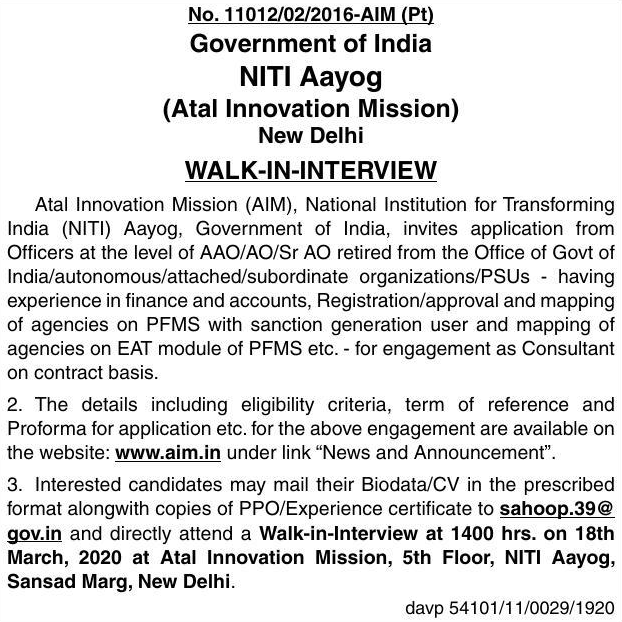 No. 11012/02/2016-AIM (Pt)
Government of India
NITI Aayog
(Atal Innovation Mission)
New Delhi
WALK-IN-INTERVIEW
Atal Innovation Mission (AIM), National Institution for Transforming
India (NITI) Aayog, Government of India, invites application from
Officers at the level of AAO/AO/Sr AO retired from the Office of Govt of
India/autonomous/attached/subordinate organizations/PSUs - having
experience in finance and accounts, Registration/approval and mapping
of agencies on PFMS with sanction generation user and mapping of
agencies on EAT module of PFMS etc. - for engagement as Consultant
on contract basis.
2. The details including eligibility criteria, term of reference and
Proforma for application etc. for the above engagement are available on
the website: www.aim.in under link “News and Announcement”.
3. Interested candidates may mail their Biodata/CV in the prescribed
format alongwith copies of PPO/Experience certificate to sahoop.39@
gov.in and directly attend a Walk-in-Interview at 1400 hrs. on 18th
March, 2020 at Atal Innovation Mission, 5th Floor, NITI Aayog,
Sansad Marg, New Delhi.
davp 54101/11/0029/1920